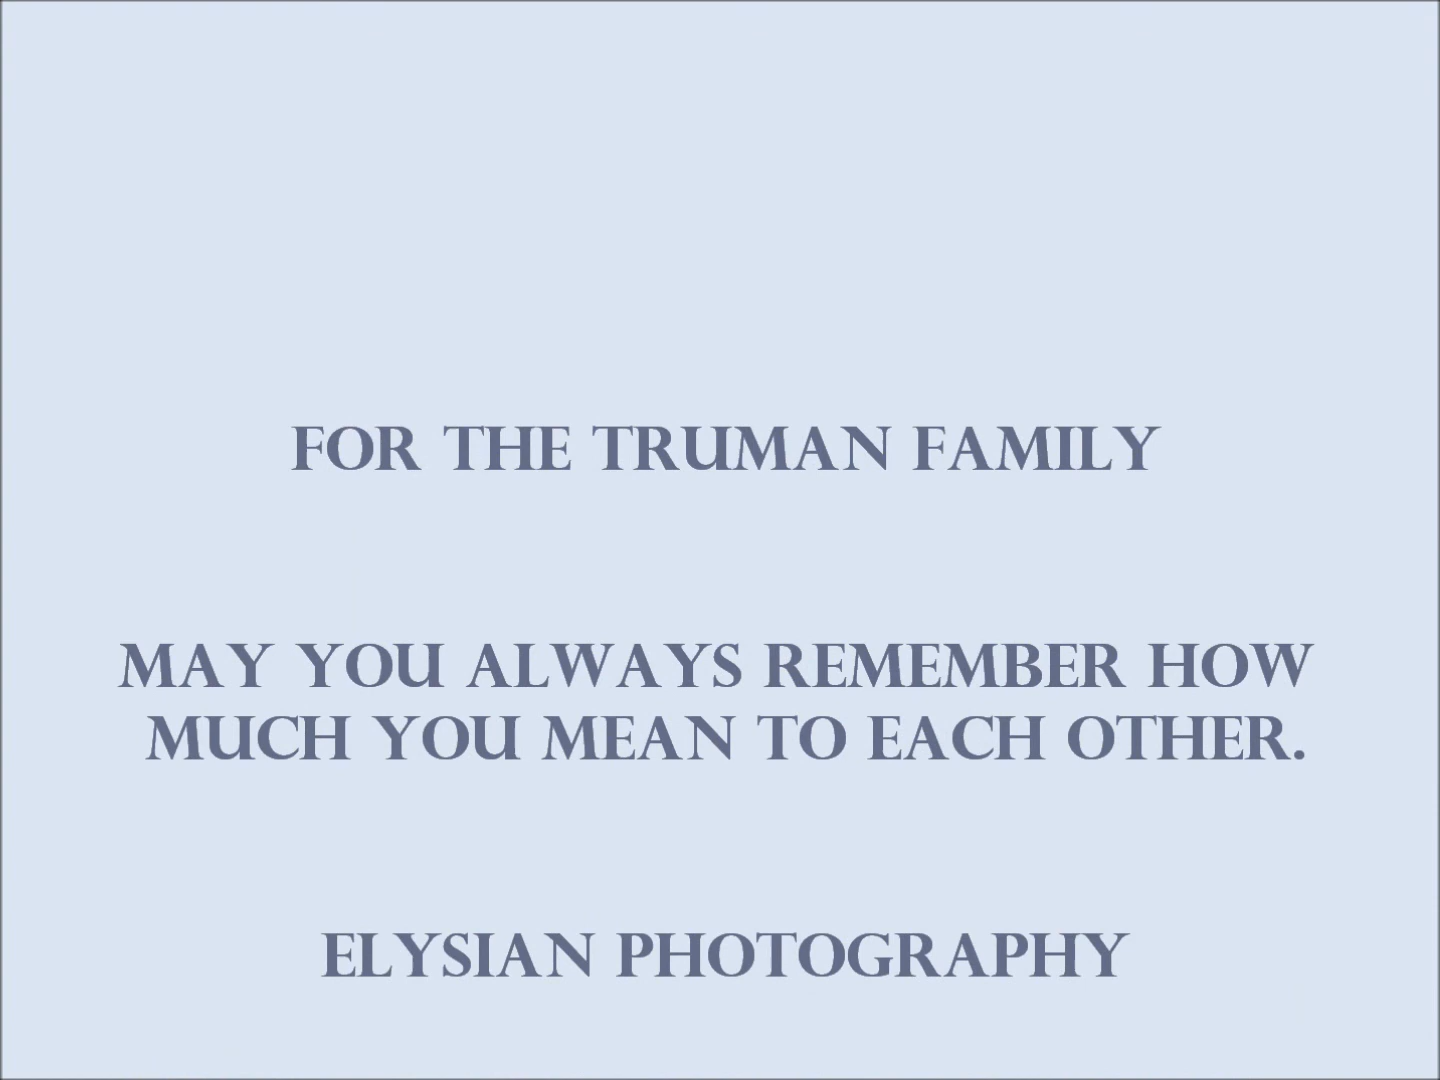 FOR THE TRUMAN FAMILY
MAY YOU ALWAYS REMEMBER HOW
MUCH YOU MEAN TO EACH OTHER.
ELYSIAN PHOTOGRAPHY